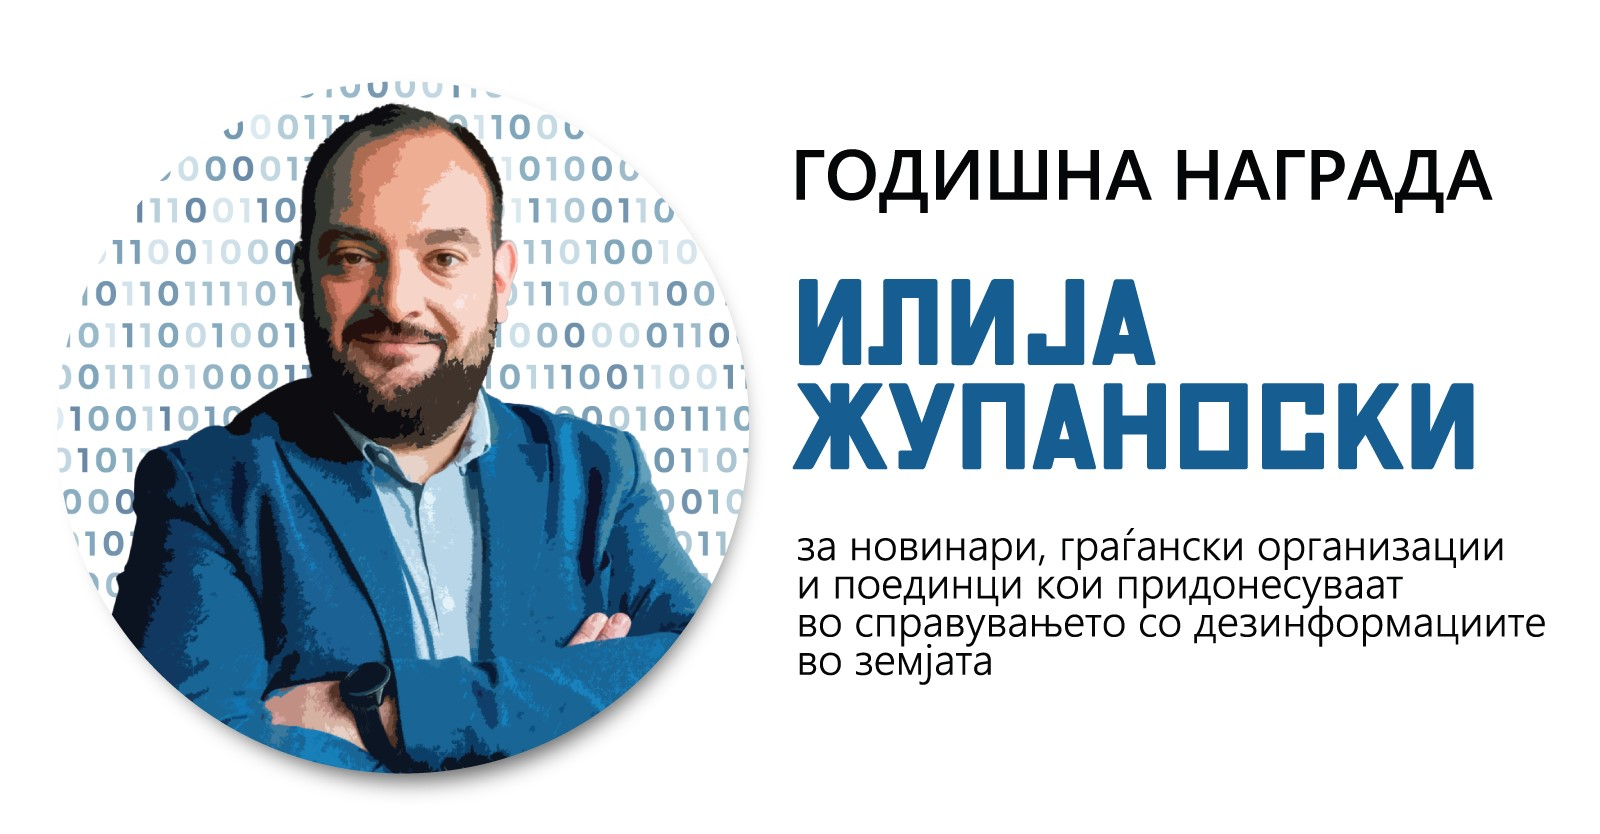 ГОДИШНА НАГРАДА
ИЛИЈА
ЖУПАНОСКИ
за новинари, граѓански организации
и поединци кои придонесуваат
во справувањето со дезинформациите
во земјата